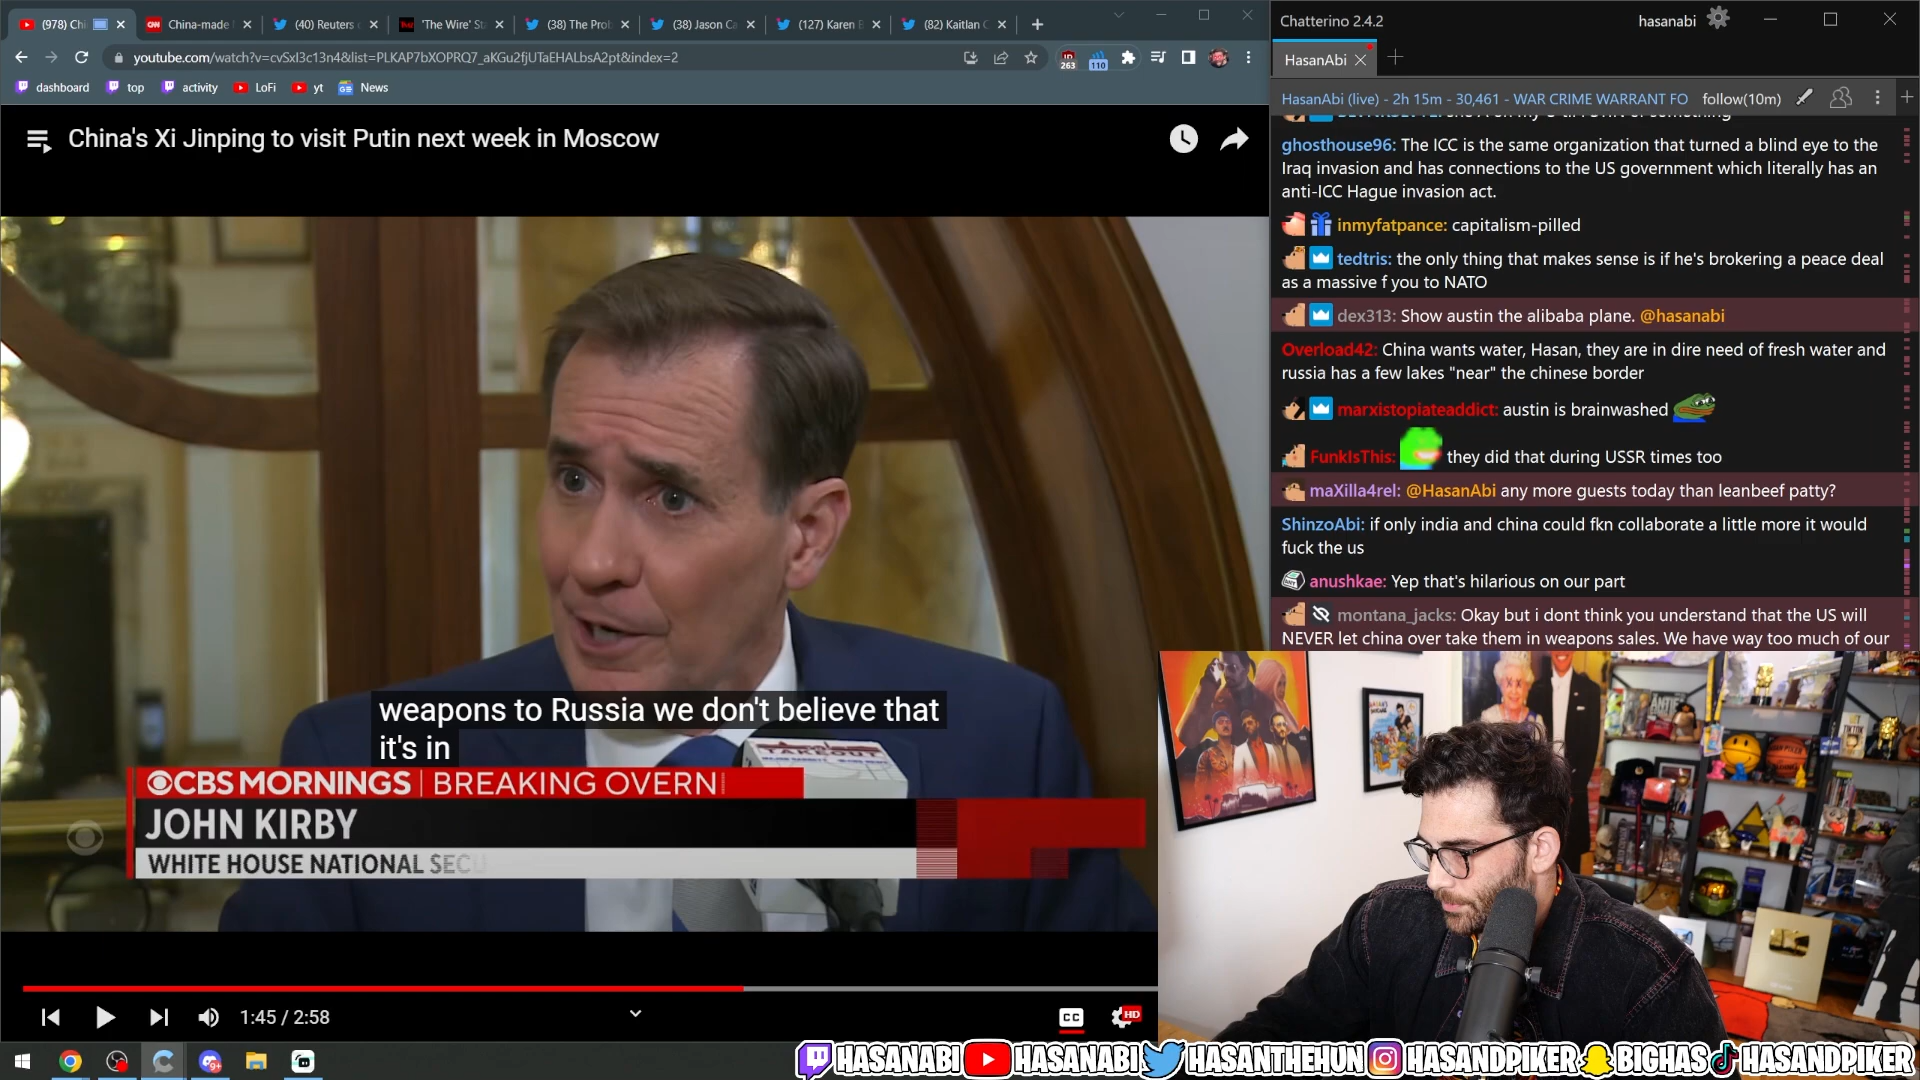 (978) Chi
China-made
(40) Reuters
'The Wire' Sta
(38) The Prob
(38) Jason Ca
(127) Karen B
(82) Kaitlan C
youtube.com/watch?v=cvSxI3c13n4&list=PLKAP7bXOPRQ7_aKGu2fjUTaEHALbsA2pt&index=2
263
110
dashboard
top
activity
LoFi
yt
News
China's Xi Jinping to visit Putin next week in Moscow
weapons to Russia we don't believe that
it's in
CBS MORNINGS | BREAKING OVERN
JOHN KIRBY
WHITE HOUSE NATIONAL SECU
1:45 / 2:58
CC
HD
Chatterino 2.4.2
hasanabi
HasanAbi
HasanAbi (live) - 2h 15m - 30,461 - WAR CRIME WARRANT FO
follow(10m)
ghosthouse96: The ICC is the same organization that turned a blind eye to the
Iraq invasion and has connections to the US government which literally has an
anti-ICC Hague invasion act.
inmyfatpance: capitalism-pilled
tedtris: the only thing that makes sense is if he's brokering a peace deal
as a massive f you to NATO
dex313: Show austin the alibaba plane. @hasanabi
Overload42: China wants water, Hasan, they are in dire need of fresh water and
russia has a few lakes "near" the chinese border
marxistopiateaddict: austin is brainwashed
FunkIsThis: they did that during USSR times too
maXilla4rel: @HasanAbi any more guests today than leanbeef patty?
ShinzoAbi: if only india and china could fkn collaborate a little more it would
fuck the us
anushkae: Yep that's hilarious on our part
montana_jacks: Okay but i dont think you understand that the US will
NEVER let china over take them in weapons sales. We have way too much of our
HASANABI HASANABI HASANTHEHUN HASANDPIKER BIGHAS HASANDPIKER